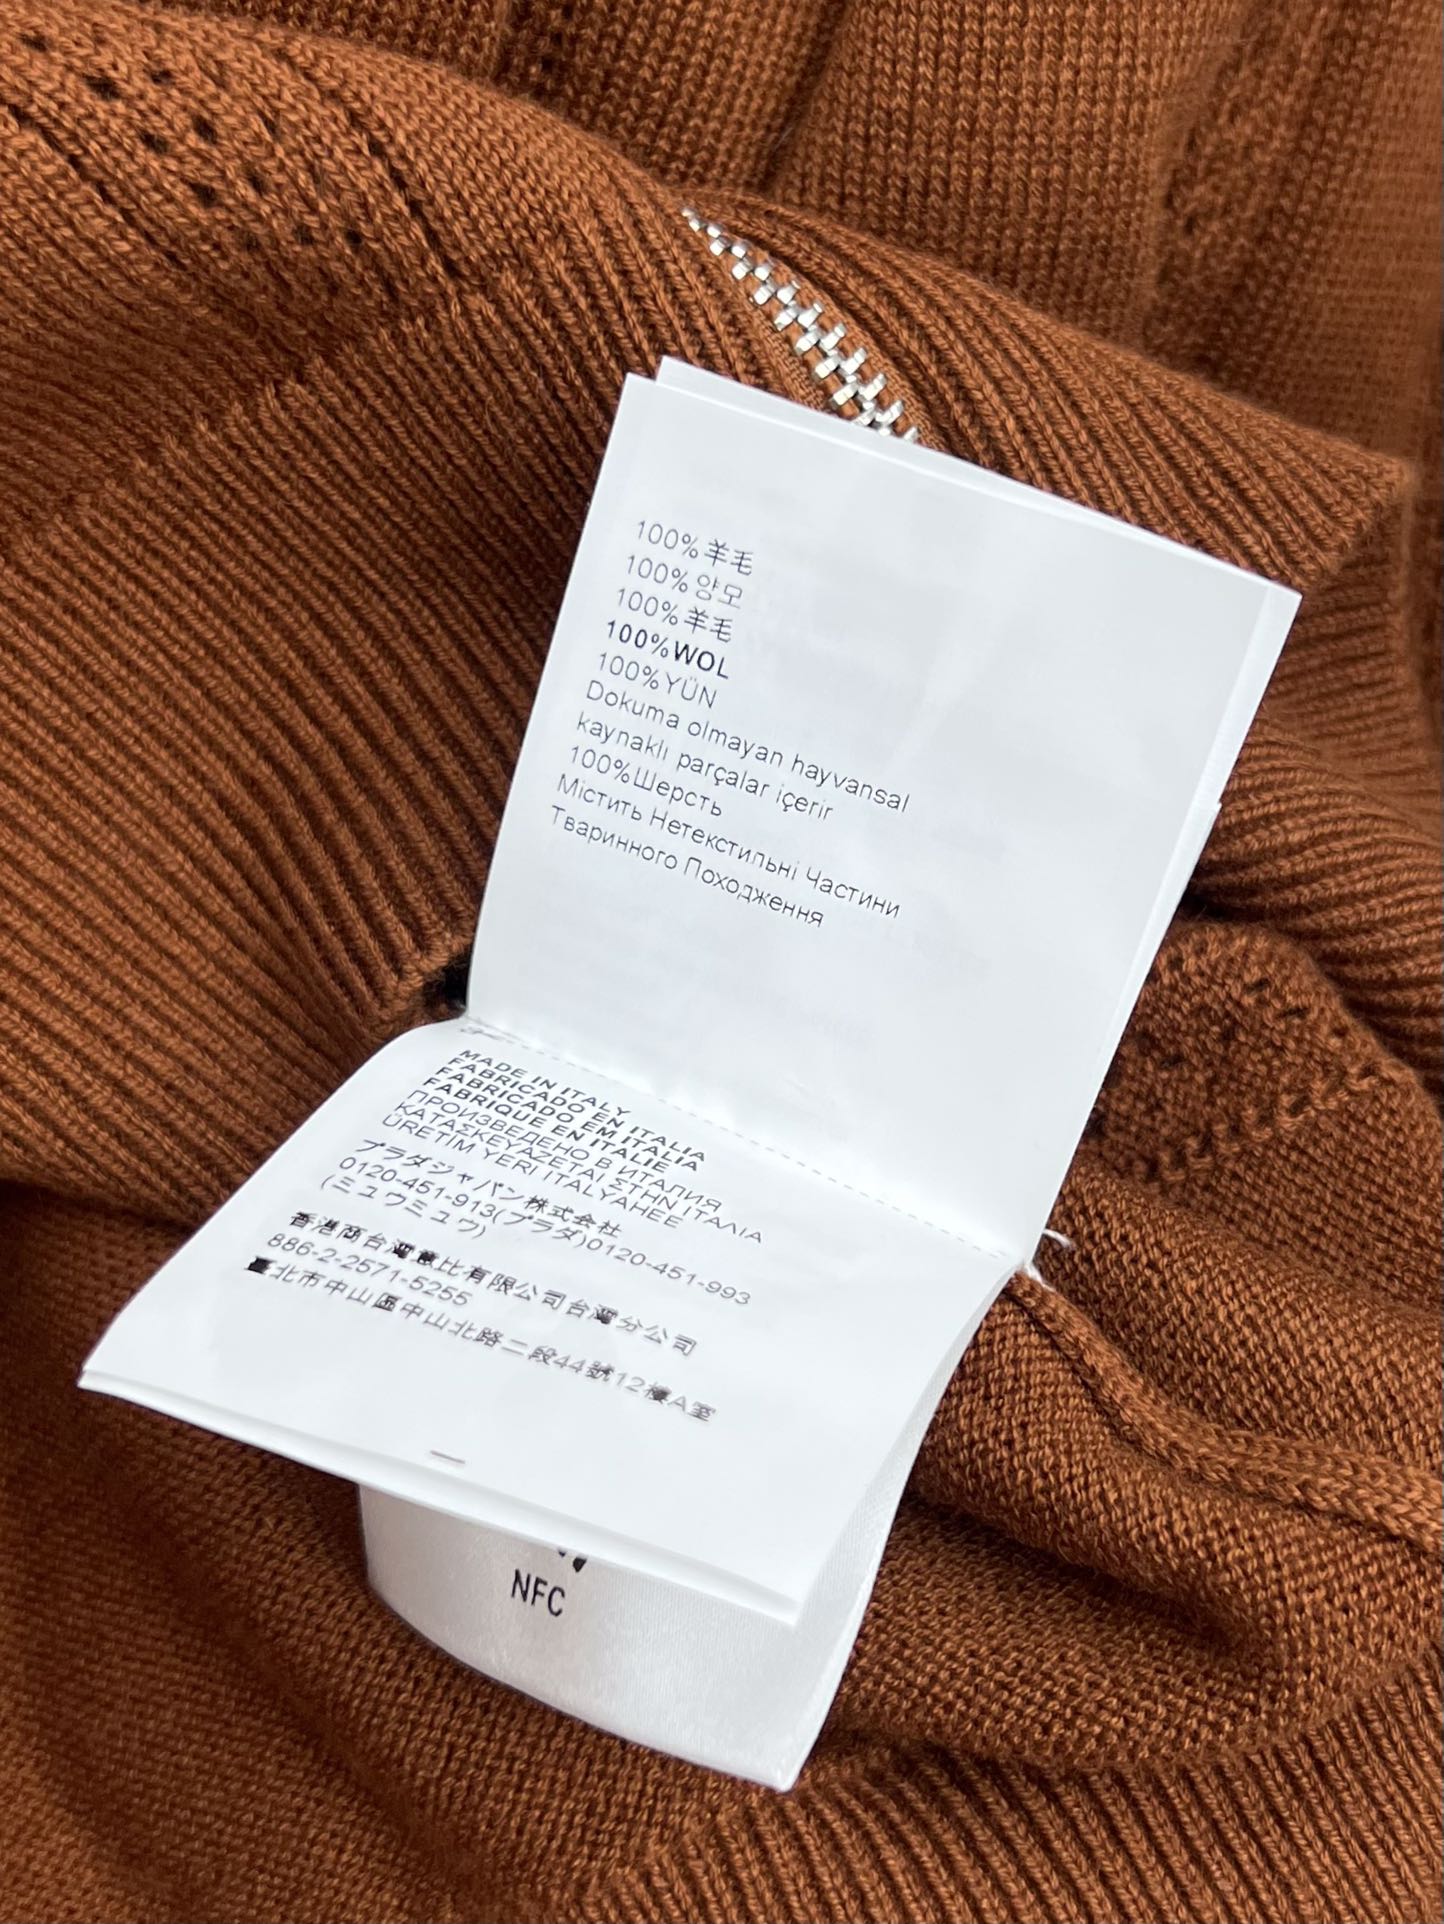 100%羊毛
100%양모
100%羊毛
100%WOL
100%YÜN
Dokuma olmayan hayvansal
kaynaklı parçalar içerir
100%Шерсть
Містить Нетекстильні Частини
Тваринного Походження
MADE IN ITALY
FABRICADO EN ITALIA
FABRICADO EM ITALIA
FABRIQUE EN ITALIE
ПРОИЗВЕДЕНО В ИТАЛИЯ
ΚΑΤΑΣΚΕΥΑΖΕΤΑΙ ΣΤΗΝ ΙΤΑΛΙΑ
ÜRETİM YERI ITALYAHEE
プラダジャパン株式会社
0120-451-913(プラダ)0120-451-993
(ミュウミュウ)
香港商台灣意比有限公司台灣分公司
886-2-2571-5255
臺北市中山區中山北路二段44號12樓A室
NFC